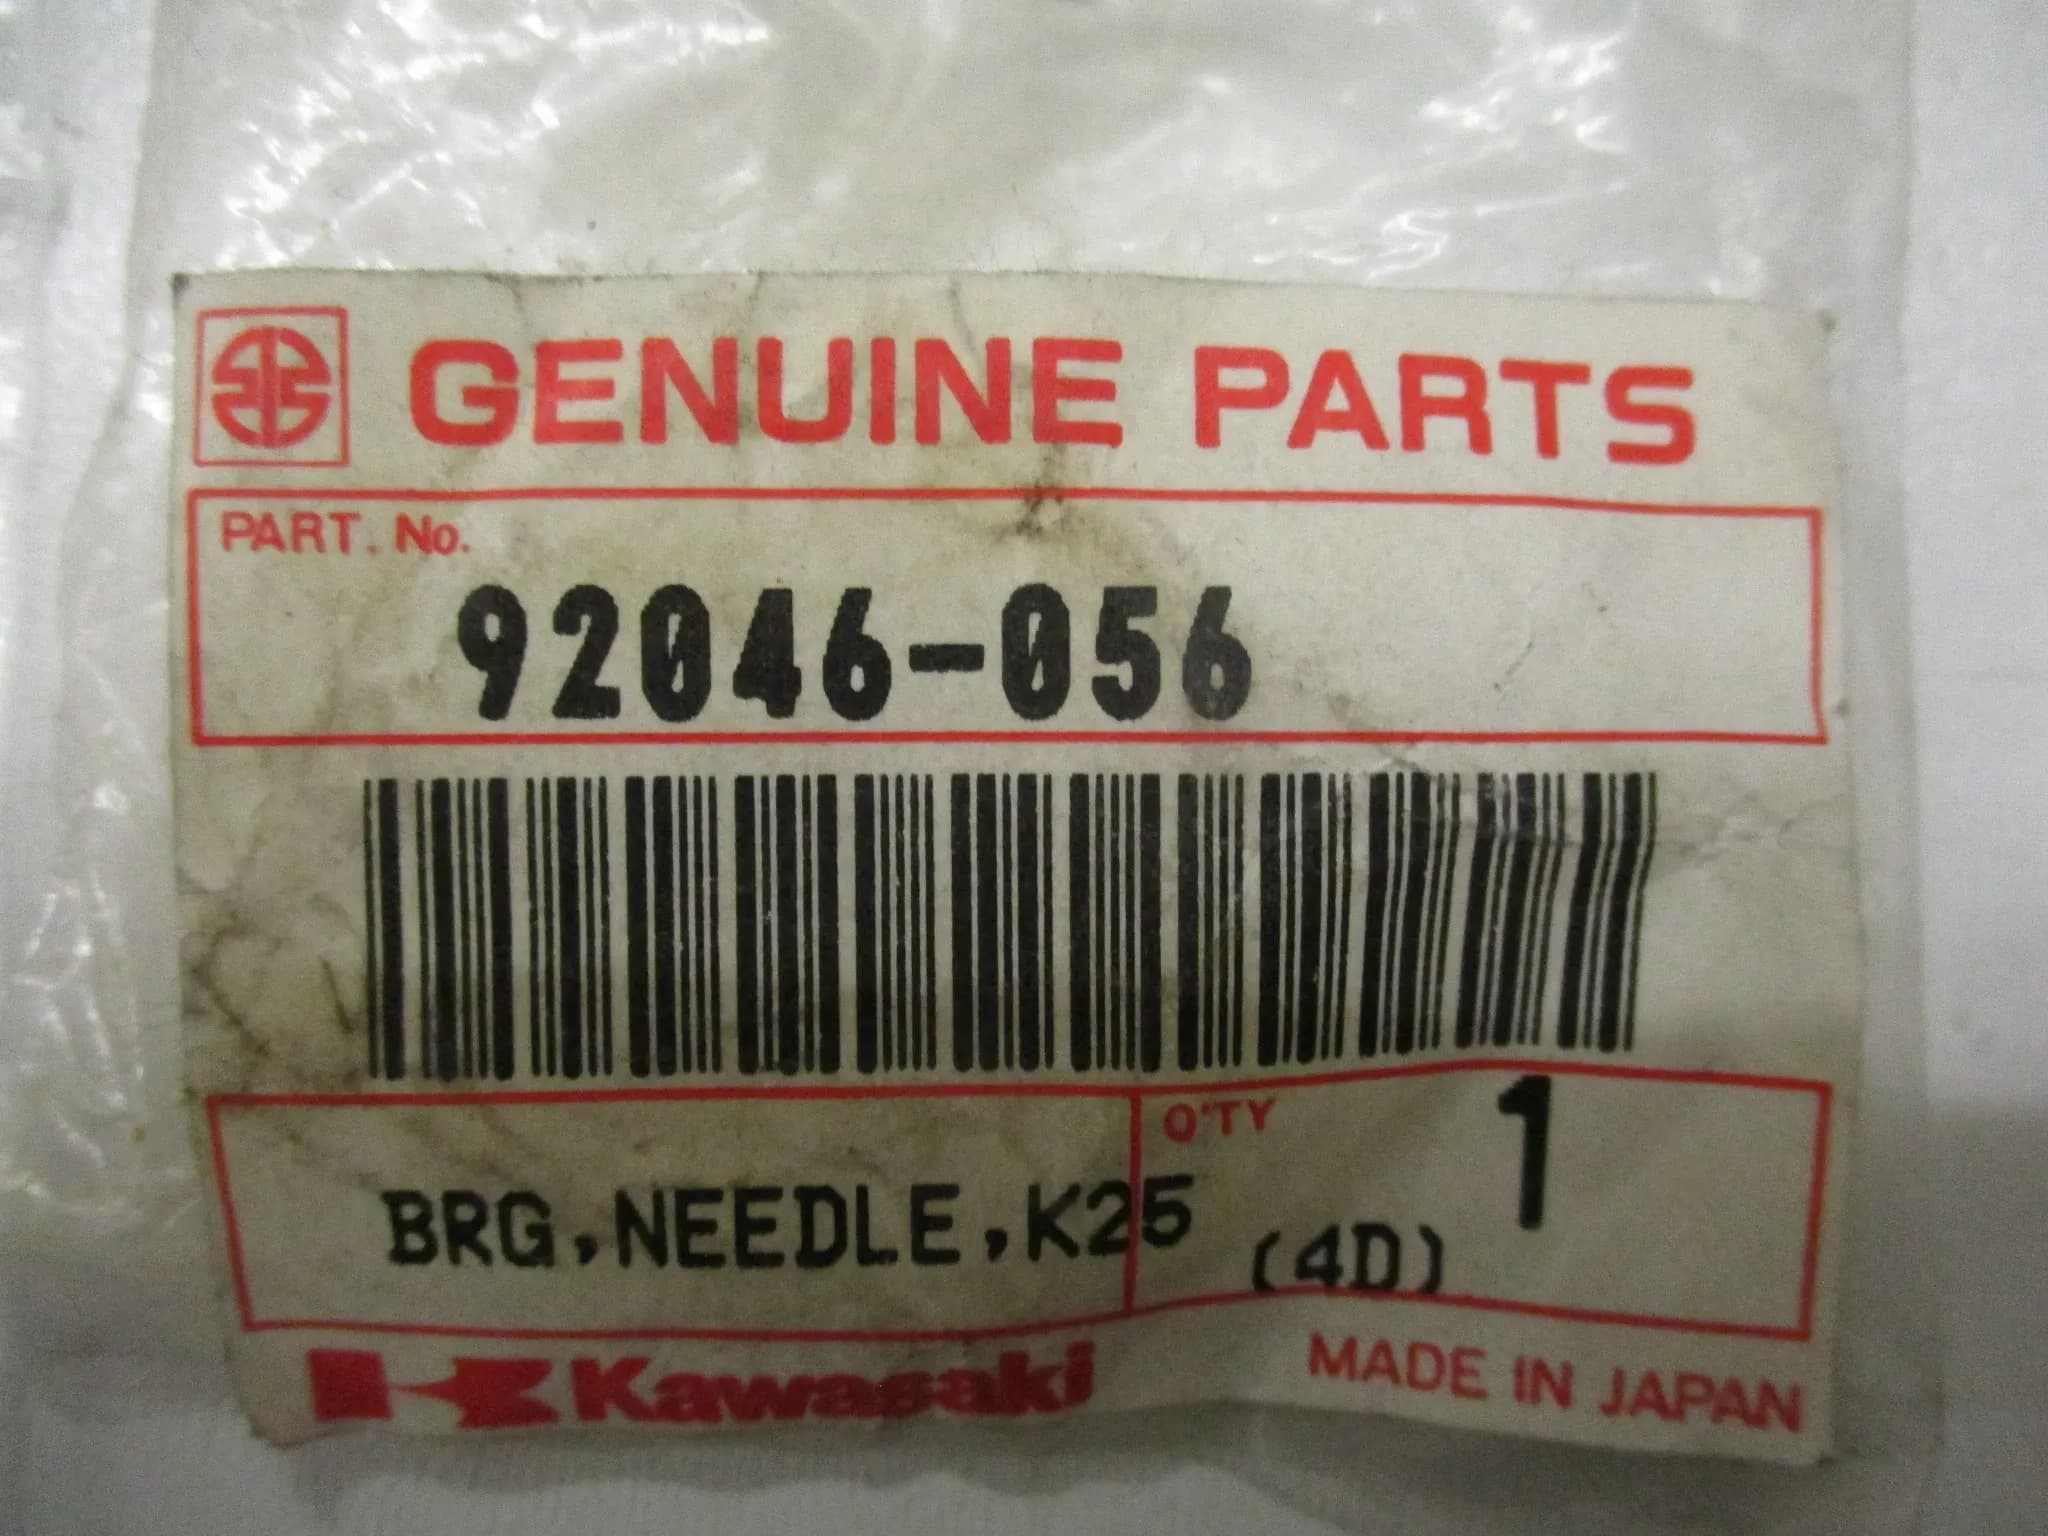 GENUINE PARTS
PART. No.
92046-056
Q'TY
1
BRG,NEEDLE,K25
(4D)
Kawasaki
MADE IN JAPAN